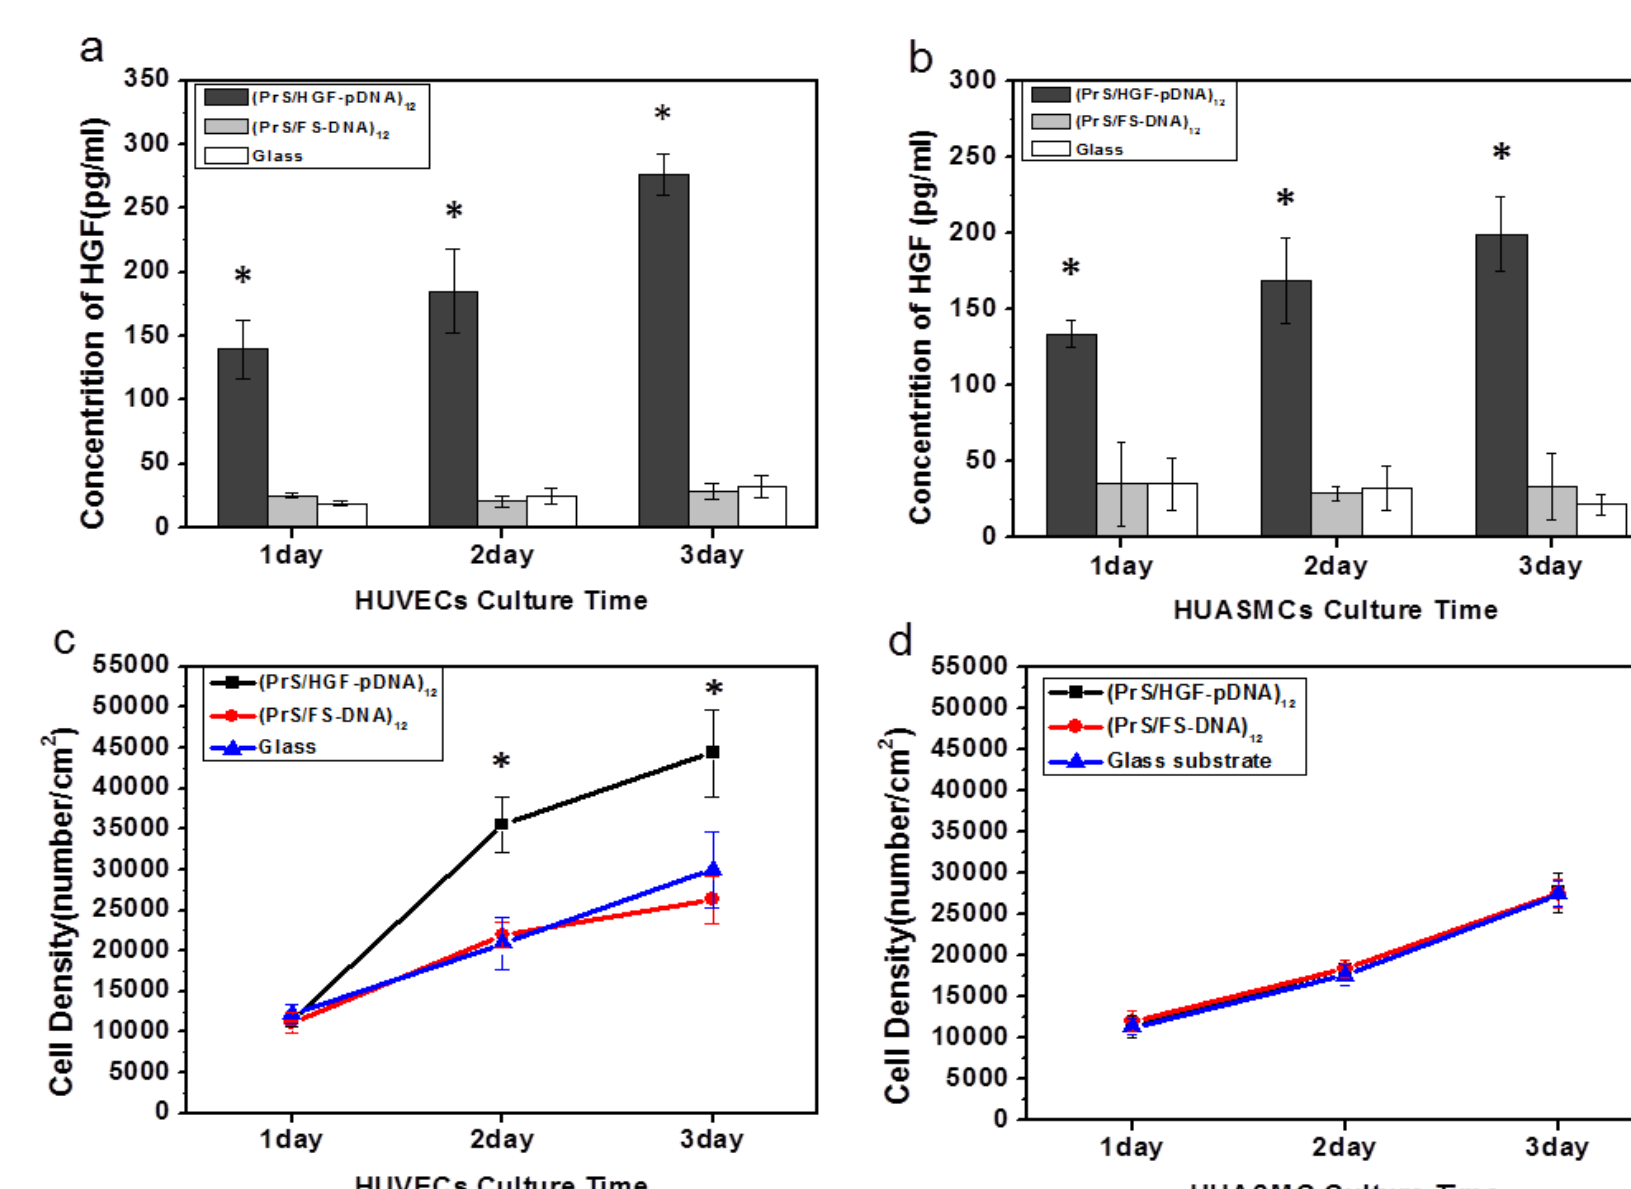 a
350
300
250
200
150
100
50
0
Concentrition of HGF(pg/ml)
(PrS/HGF-pDNA)12
(PrS/FS-DNA)12
Glass
*
*
*
1day 2day 3day
HUVECs Culture Time
b
300
250
200
150
100
50
0
Concentrition of HGF (pg/ml)
(PrS/HGF-pDNA)12
(PrS/FS-DNA)12
Glass
*
*
*
1day 2day 3day
HUASMCs Culture Time
c
55000
50000
45000
40000
35000
30000
25000
20000
15000
10000
5000
0
Cell Density(number/cm2)
(PrS/HGF-pDNA)12
(PrS/FS-DNA)12
Glass
*
*
1day 2day 3day
HUVECs Culture Time
d
55000
50000
45000
40000
35000
30000
25000
20000
15000
10000
5000
0
Cell Density(number/cm2)
(PrS/HGF-pDNA)12
(PrS/FS-DNA)12
Glass substrate
1day 2day 3day
HUASMC Culture Time